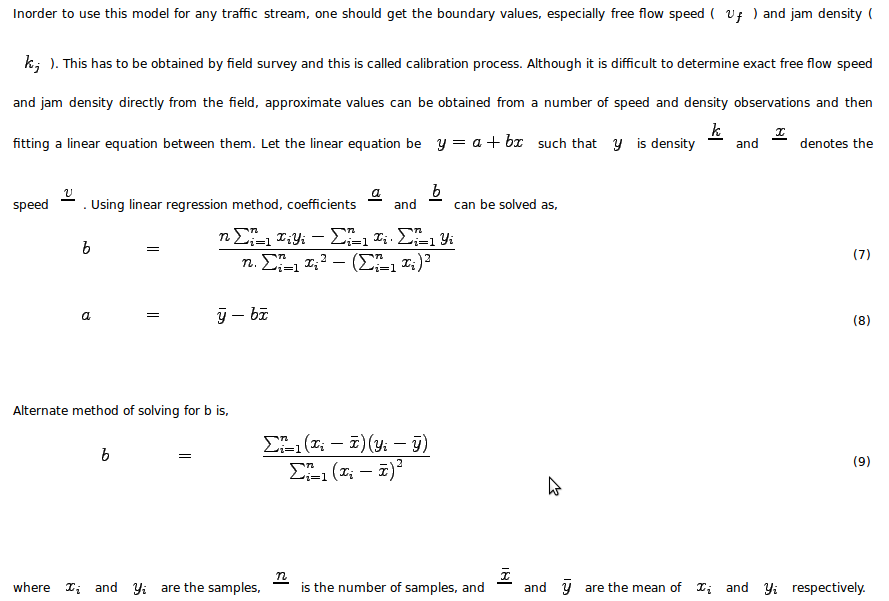 Inorder to use this model for any traffic stream, one should get the boundary values, especially free flow speed ( v_f ) and jam density (
k_j ). This has to be obtained by field survey and this is called calibration process. Although it is difficult to determine exact free flow speed
and jam density directly from the field, approximate values can be obtained from a number of speed and density observations and then
fitting a linear equation between them. Let the linear equation be y = a + bx such that y is density k and x denotes the
speed v . Using linear regression method, coefficients a and b can be solved as,
b = \frac{n \sum_{i=1}^{n} x_i y_i - \sum_{i=1}^{n} x_i . \sum_{i=1}^{n} y_i}{n . \sum_{i=1}^{n} {x_i}^2 - (\sum_{i=1}^{n} x_i)^2} (7)
a = \bar{y} - b\bar{x} (8)
Alternate method of solving for b is,
b = \frac{\sum_{i=1}^{n} (x_i - \bar{x})(y_i - \bar{y})}{\sum_{i=1}^{n} (x_i - \bar{x})^2} (9)
where x_i and y_i are the samples, n is the number of samples, and \bar{x} and \bar{y} are the mean of x_i and y_i respectively.